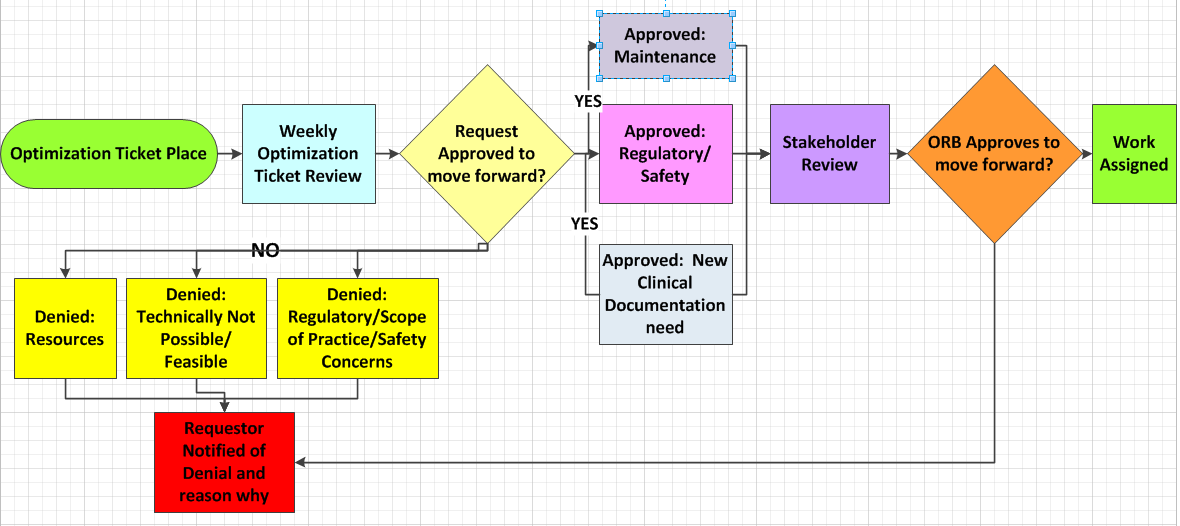 Optimization Ticket Place
Weekly
Optimization
Ticket Review
Request
Approved to
move forward?
YES
YES
Approved:
Maintenance
Approved:
Regulatory/
Safety
Approved:  New
Clinical
Documentation
need
Stakeholder
Review
ORB Approves to
move forward?
Work
Assigned
NO
Denied:
Resources
Denied:
Technically Not
Possible/
Feasible
Denied:
Regulatory/Scope
of Practice/Safety
Concerns
Requestor
Notified of
Denial and
reason why